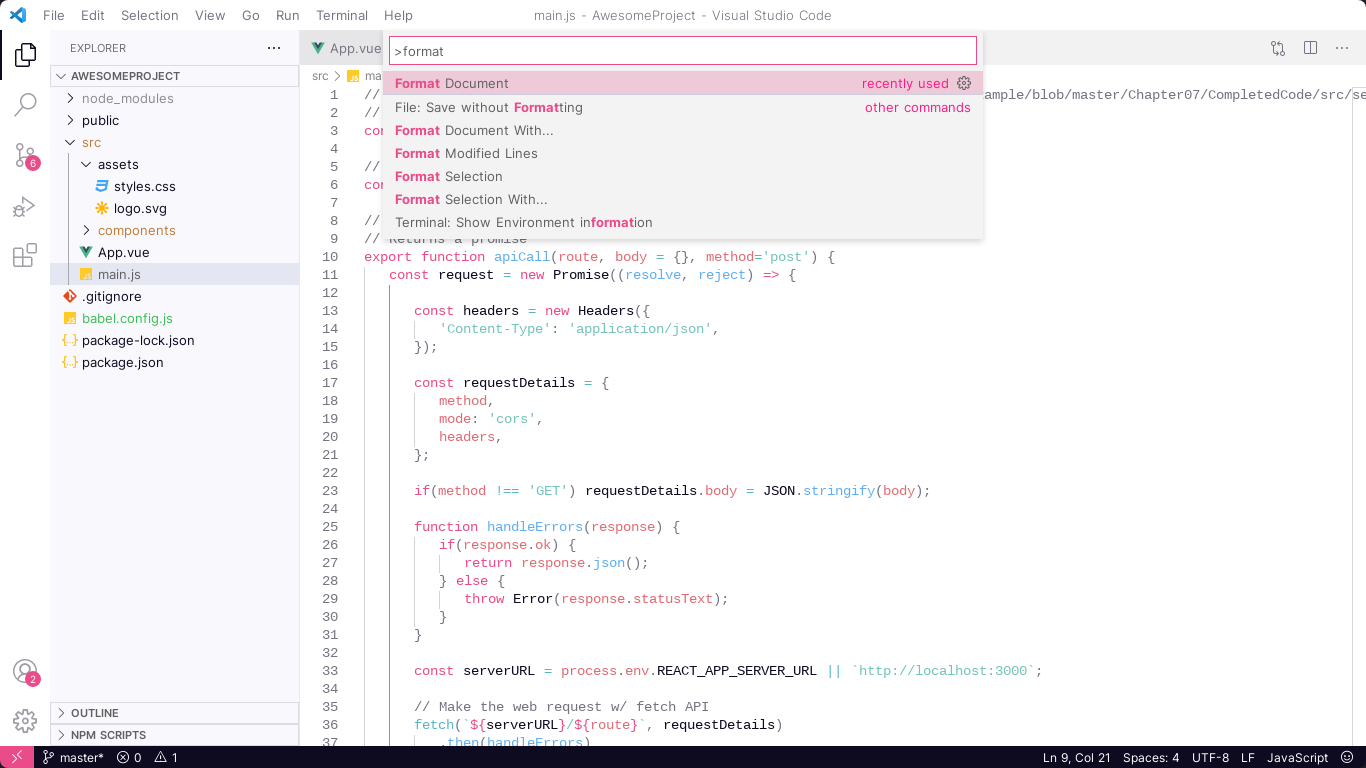 File Edit Selection View Go Run Terminal Help main.js - AwesomeProject - Visual Studio Code
EXPLORER
App.vue
>format
AWESOMEPROJECT
node_modules
public
src
assets
styles.css
logo.svg
components
App.vue
main.js
.gitignore
babel.config.js
package-lock.json
package.json
OUTLINE
NPM SCRIPTS
6
2
Format Document recently used
File: Save without Formatting other commands
Format Document With...
Format Modified Lines
Format Selection
Format Selection With...
Terminal: Show Environment information
src
1 // ample/blob/master/Chapter07/CompletedCode/src/se
2 //
3
4
5 //
6
7
8 //
9 // Returns a promise
10 export function apiCall(route, body = {}, method='post') {
11 const request = new Promise((resolve, reject) => {
12
13 const headers = new Headers({
14 'Content-Type': 'application/json',
15 });
16
17 const requestDetails = {
18 method,
19 mode: 'cors',
20 headers,
21 };
22
23 if(method !== 'GET') requestDetails.body = JSON.stringify(body);
24
25 function handleErrors(response) {
26 if(response.ok) {
27 return response.json();
28 } else {
29 throw Error(response.statusText);
30 }
31 }
32
33 const serverURL = process.env.REACT_APP_SERVER_URL || `http://localhost:3000`;
34
35 // Make the web request w/ fetch API
36 fetch(`${serverURL}/${route}`, requestDetails)
37 .then(handleErrors)
master* 0 1 Ln 9, Col 21 Spaces: 4 UTF-8 LF JavaScript